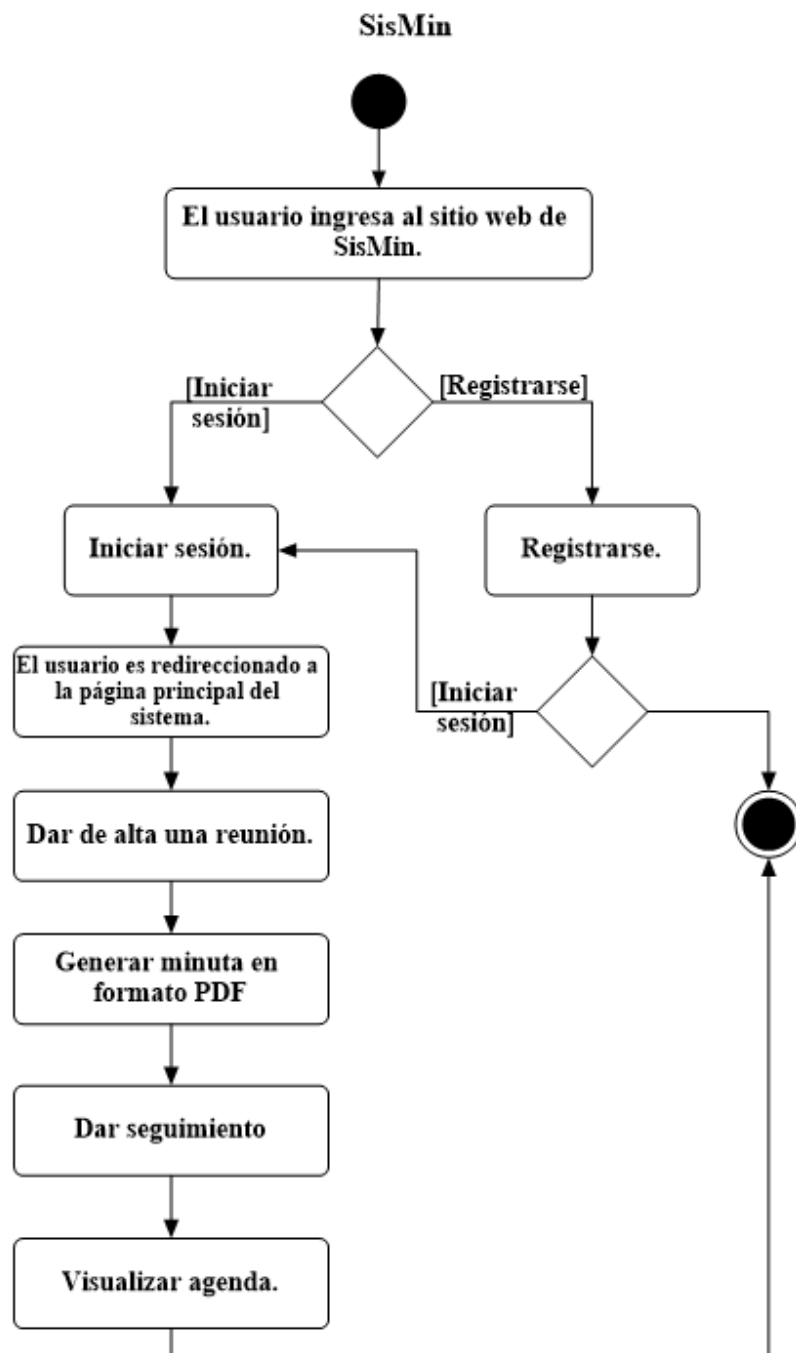 SisMin
El usuario ingresa al sitio web de
SisMin.
[Iniciar
sesión]
[Registrarse]
Iniciar sesión.
Registrarse.
El usuario es redireccionado a
la página principal del
sistema.
[Iniciar
sesión]
Dar de alta una reunión.
Generar minuta en
formato PDF
Dar seguimiento
Visualizar agenda.